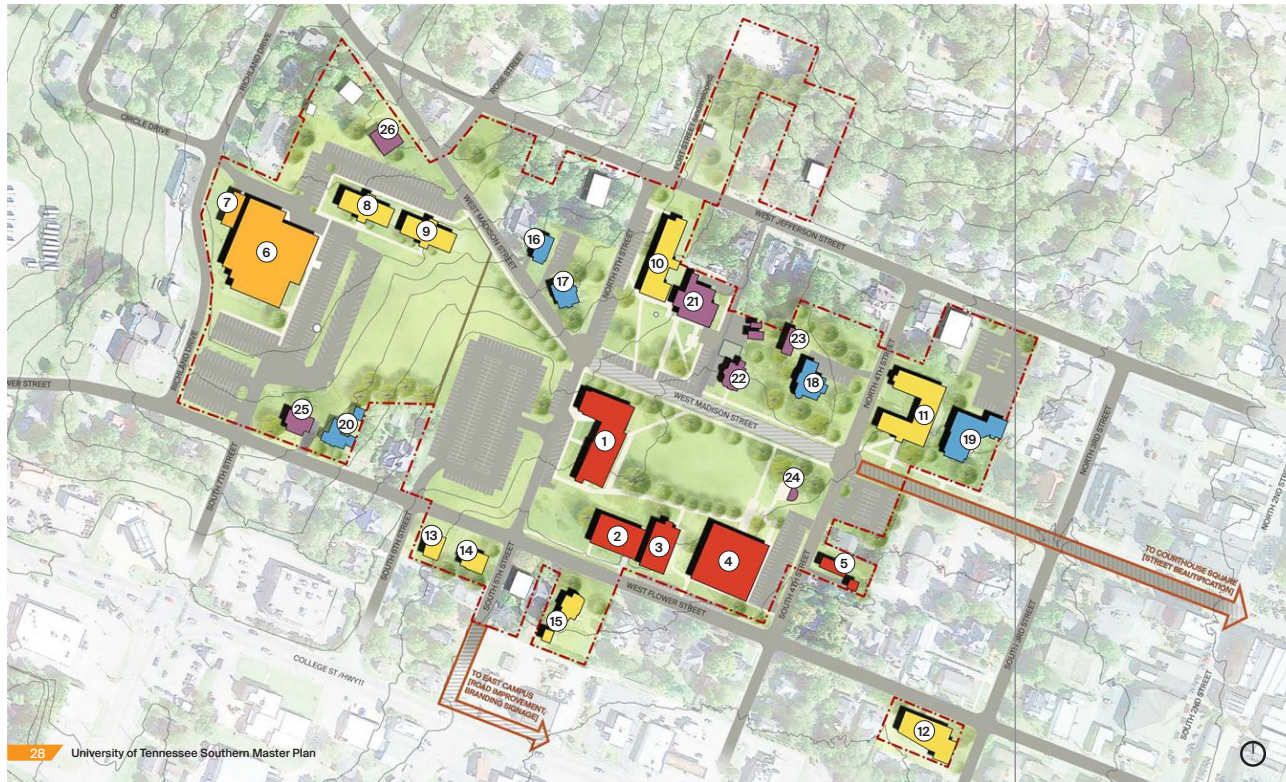 CIRC
RICHLAND DRIVE
ROSE STREET
CIRCLE DRIVE
26
NORTH STREET
7
8
9
6
WEST MADISON STREET
16
17
NORTH 5TH STREET
10
21
WEST JEFFERSON STREET
23
22
18
NORTH 4TH STREET
11
19
NORTH 3RD STREET
NORTH 2ND ST
RICHLAND DRIVE
WER STREET
25
20
SOUTH 7TH STREET
1
WEST MADISON STREET
24
2
3
4
5
TO COURTHOUSE SQUARE
[STREET BEAUTIFICATION]
13
14
SOUTH 6TH STREET
SOUTH 5TH STREET
15
WEST FLOWER STREET
SOUTH 4TH STREET
SOUTH 3RD STREET
SOUTH 2ND STREET
COLLEGE ST /HWY11
TO EAST CAMPUS
[ROAD IMPROVEMENT,
BRANDING SIGNAGE]
12
28 University of Tennessee Southern Master Plan